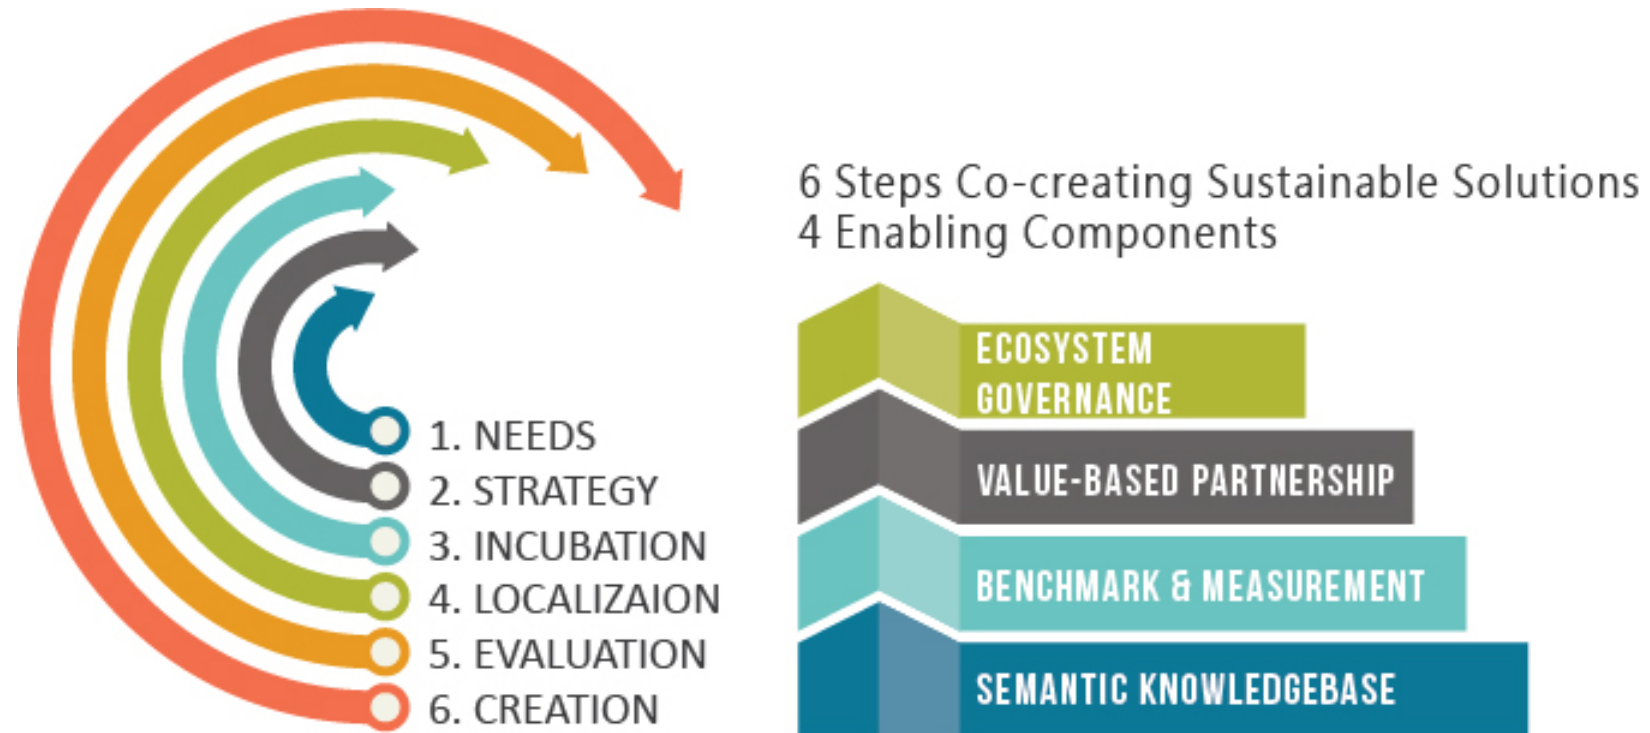 1. NEEDS
2. STRATEGY
3. INCUBATION
4. LOCALIZAION
5. EVALUATION
6. CREATION
6 Steps Co-creating Sustainable Solutions
4 Enabling Components
ECOSYSTEM
GOVERNANCE
VALUE-BASED PARTNERSHIP
BENCHMARK & MEASUREMENT
SEMANTIC KNOWLEDGEBASE